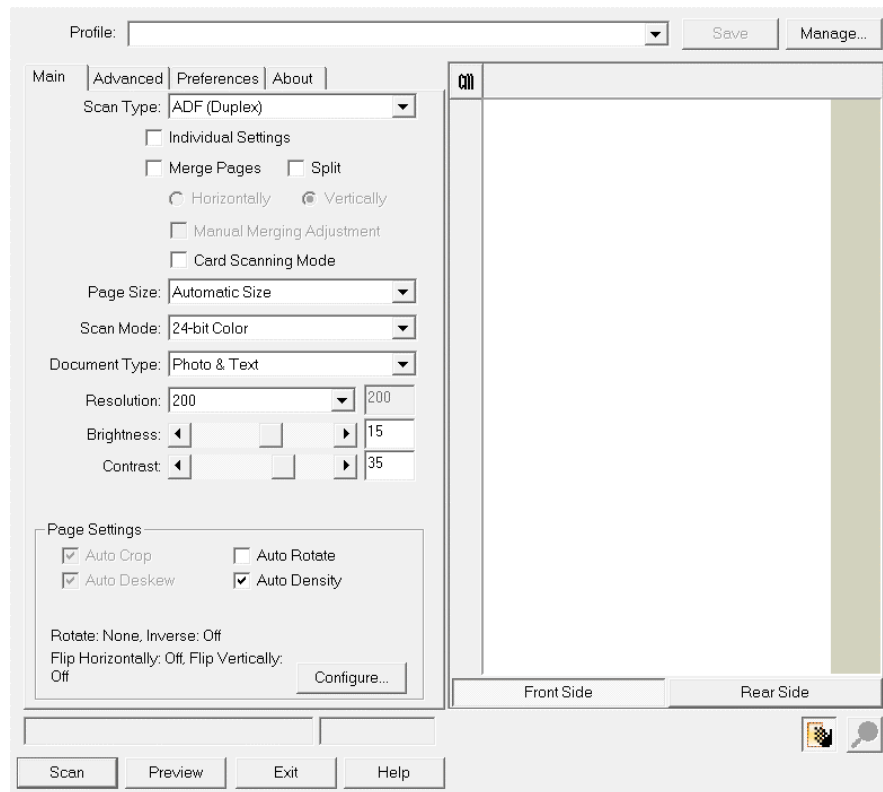 Profile: Save Manage...
Main Advanced Preferences About
cm
Scan Type: ADF (Duplex)
Individual Settings
Merge Pages Split
Horizontally Vertically
Manual Merging Adjustment
Card Scanning Mode
Page Size: Automatic Size
Scan Mode: 24-bit Color
Document Type: Photo & Text
Resolution: 200 200
Brightness: 15
Contrast: 35
Page Settings
Auto Crop Auto Rotate
Auto Deskew Auto Density
Rotate: None, Inverse: Off
Flip Horizontally: Off, Flip Vertically:
Off
Configure...
Front Side Rear Side
Scan Preview Exit Help